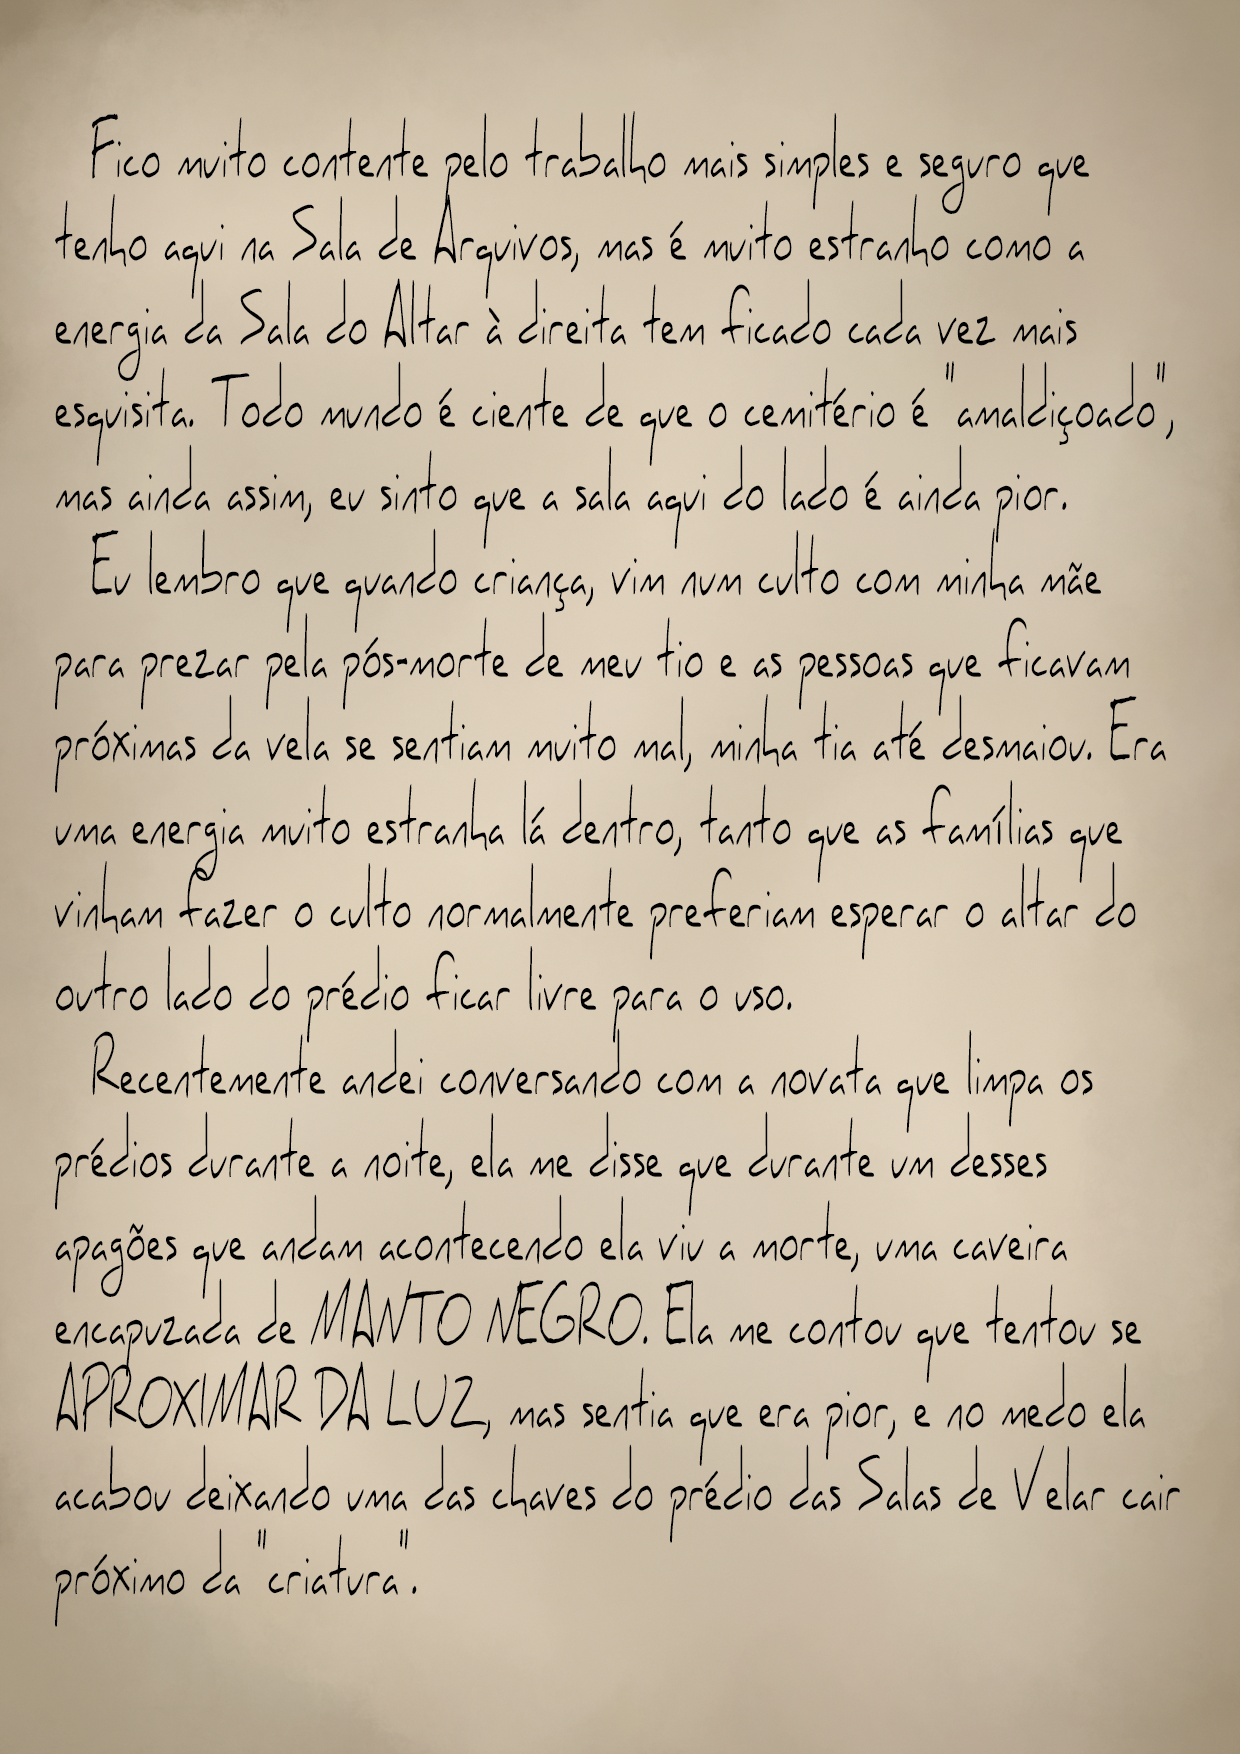 Fico muito contente pelo trabalho mais simples e seguro que
tenho aqui na Sala de Arquivos, mas é muito estranho como a
energia da Sala do Altar à direita tem ficado cada vez mais
esquisita. Todo mundo é ciente de que o cemitério é "amaldiçoado",
mas ainda assim, eu sinto que a sala aqui do lado é ainda pior.
Eu lembro que quando criança, vim num culto com minha mãe
para prezar pela pós-morte de meu tio e as pessoas que ficavam
próximas da vela se sentiam muito mal, minha tia até desmaiou. Era
uma energia muito estranha lá dentro, tanto que as famílias que
vinham fazer o culto normalmente preferiam esperar o altar do
outro lado do prédio ficar livre para o uso.
Recentemente andei conversando com a novata que limpa os
prédios durante a noite, ela me disse que durante um desses
apagões que andam acontecendo ela viu a morte, uma caveira
encapuzada de MANTO NEGRO. Ela me contou que tentou se
APROXIMAR DA LUZ, mas sentia que era pior, e no medo ela
acabou deixando uma das chaves do prédio das Salas de Velar cair
próximo da "criatura".